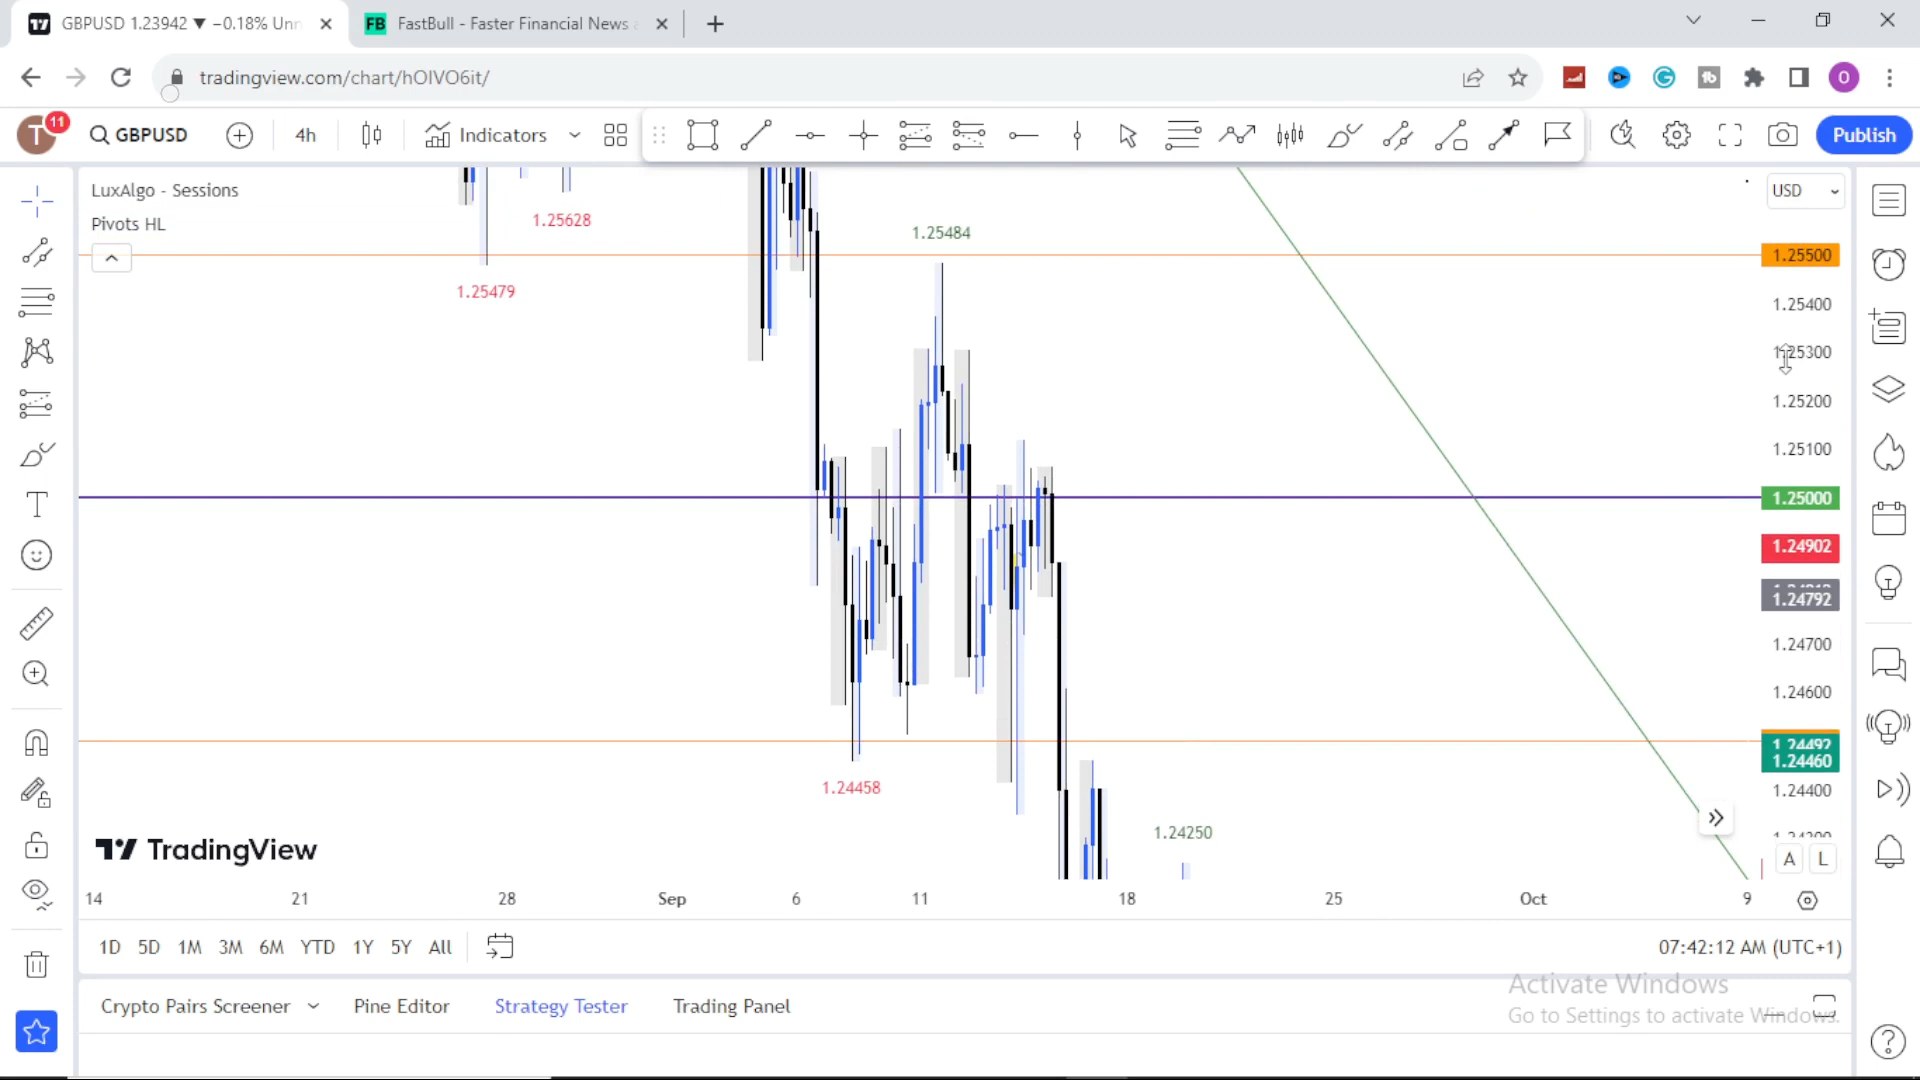 GBPUSD 1.23942 ▼ −0.18% Unn
FB FastBull - Faster Financial News
tradingview.com/chart/hOIVO6it/
O
T 11
GBPUSD
4h
Indicators
Publish
LuxAlgo - Sessions
Pivots HL
USD
1.25628
1.25479
1.25484
1.24458
1.24250
1.25500
1.25400
1.25300
1.25200
1.25100
1.25000
1.24902
1.24792
1.24700
1.24600
1.24492
1.24460
1.24400
TradingView
A L
14 21 28 Sep 6 11 18 25 Oct 9
1D 5D 1M 3M 6M YTD 1Y 5Y All
07:42:12 AM (UTC+1)
Activate Windows
Go to Settings to activate Windows.
Crypto Pairs Screener Pine Editor Strategy Tester Trading Panel